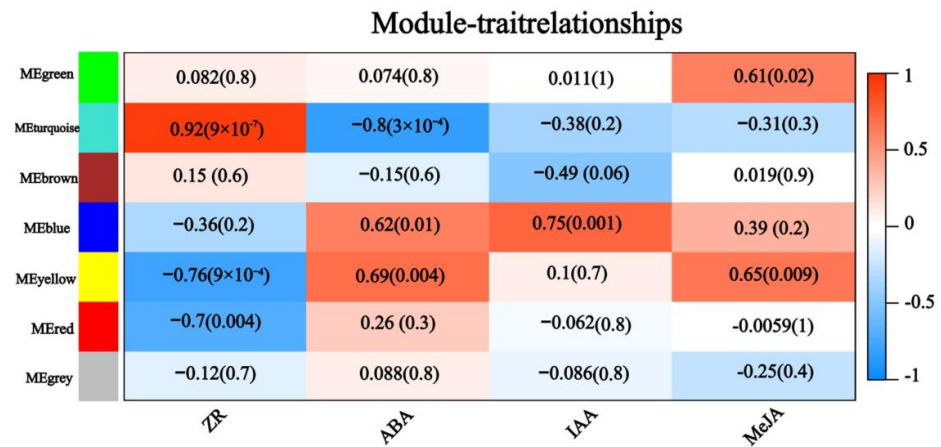 Module-traitrelationships
MEgreen 0.082(0.8) 0.074(0.8) 0.011(1) 0.61(0.02)
MEturquoise 0.92(9×10⁻⁷) −0.8(3×10⁻⁴) −0.38(0.2) −0.31(0.3)
MEbrown 0.15 (0.6) −0.15(0.6) −0.49 (0.06) 0.019(0.9)
MEblue −0.36(0.2) 0.62(0.01) 0.75(0.001) 0.39 (0.2)
MEyellow −0.76(9×10⁻⁴) 0.69(0.004) 0.1(0.7) 0.65(0.009)
MEred −0.7(0.004) 0.26 (0.3) −0.062(0.8) -0.0059(1)
MEgrey −0.12(0.7) 0.088(0.8) −0.086(0.8) -0.25(0.4)
ZR ABA IAA MeJA
1
0.5
0
-0.5
-1